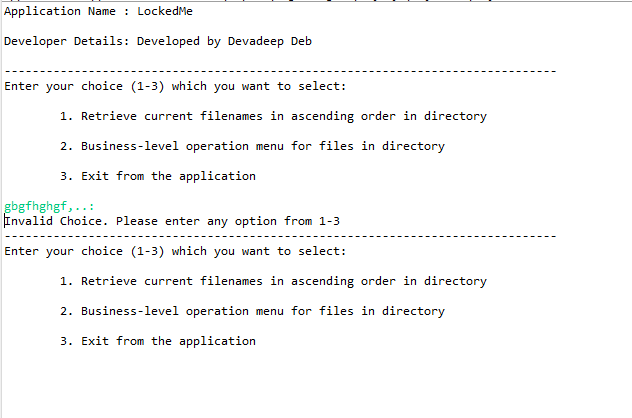 Application Name : LockedMe
Developer Details: Developed by Devadeep Deb
-------------------------------------------------------------------------------
Enter your choice (1-3) which you want to select:
1. Retrieve current filenames in ascending order in directory
2. Business-level operation menu for files in directory
3. Exit from the application
gbgfhghgf,..:
Invalid Choice. Please enter any option from 1-3
-------------------------------------------------------------------------------
Enter your choice (1-3) which you want to select:
1. Retrieve current filenames in ascending order in directory
2. Business-level operation menu for files in directory
3. Exit from the application